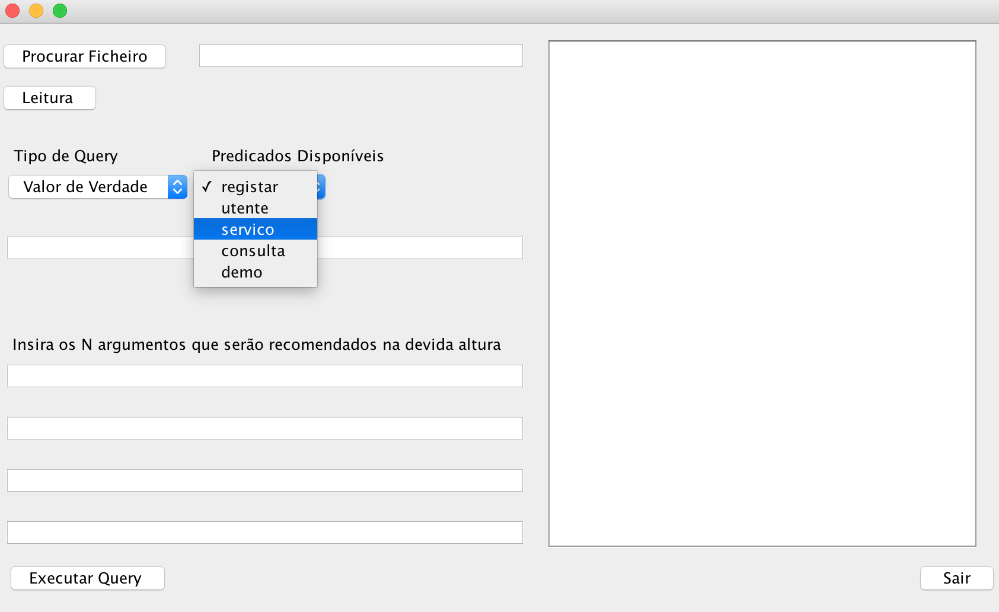 Procurar Ficheiro
Leitura
Tipo de Query
Predicados Disponíveis
Valor de Verdade
✓ registar
utente
servico
consulta
demo
Insira os N argumentos que serão recomendados na devida altura
Executar Query
Sair